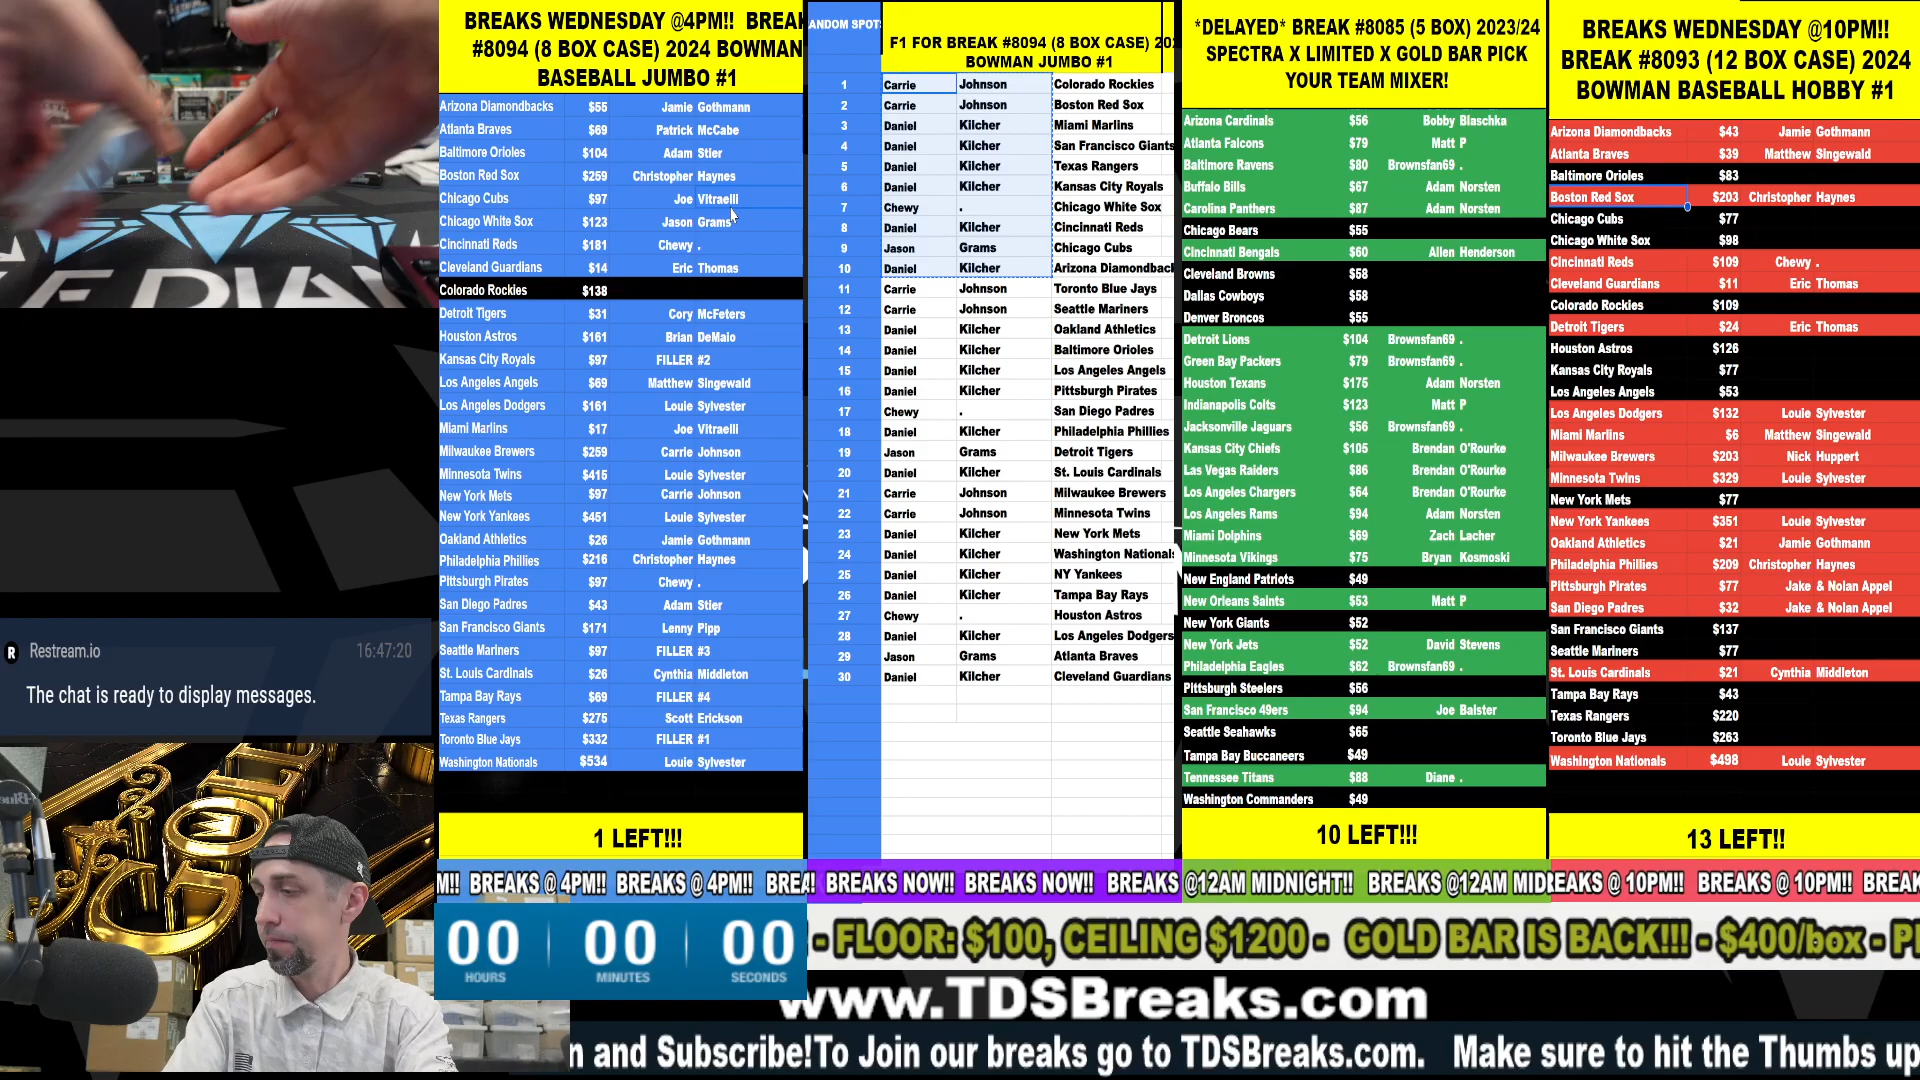 BREAKS WEDNESDAY @4PM!! BREAK
#8094 (8 BOX CASE) 2024 BOWMAN
BASEBALL JUMBO #1
Arizona Diamondbacks $55 Jamie Gothmann
Atlanta Braves $69 Patrick McCabe
Baltimore Orioles $104 Adam Stier
Boston Red Sox $259 Christopher Haynes
Chicago Cubs $97 Joe Vitraelli
Chicago White Sox $123 Jason Grams
Cincinnati Reds $181 Chewy .
Cleveland Guardians $14 Eric Thomas
Colorado Rockies $138
Detroit Tigers $31 Cory McFeters
Houston Astros $161 Brian DeMaio
Kansas City Royals $97 FILLER #2
Los Angeles Angels $69 Matthew Singewald
Los Angeles Dodgers $161 Louie Sylvester
Miami Marlins $17 Joe Vitraelli
Milwaukee Brewers $259 Carrie Johnson
Minnesota Twins $415 Louie Sylvester
New York Mets $97 Carrie Johnson
New York Yankees $451 Louie Sylvester
Oakland Athletics $26 Jamie Gothmann
Philadelphia Phillies $216 Christopher Haynes
Pittsburgh Pirates $97 Chewy .
San Diego Padres $43 Adam Stier
San Francisco Giants $171 Lenny Pipp
Seattle Mariners $97 FILLER #3
St. Louis Cardinals $26 Cynthia Middleton
Tampa Bay Rays $69 FILLER #4
Texas Rangers $275 Scott Erickson
Toronto Blue Jays $332 FILLER #1
Washington Nationals $534 Louie Sylvester
1 LEFT!!!
ANDOM SPOT
F1 FOR BREAK #8094 (8 BOX CASE) 202
BOWMAN JUMBO #1
1 Carrie Johnson Colorado Rockies
2 Carrie Johnson Boston Red Sox
3 Daniel Kilcher Miami Marlins
4 Daniel Kilcher San Francisco Giants
5 Daniel Kilcher Texas Rangers
6 Daniel Kilcher Kansas City Royals
7 Chewy . Chicago White Sox
8 Daniel Kilcher Cincinnati Reds
9 Jason Grams Chicago Cubs
10 Daniel Kilcher Arizona Diamondback
11 Carrie Johnson Toronto Blue Jays
12 Carrie Johnson Seattle Mariners
13 Daniel Kilcher Oakland Athletics
14 Daniel Kilcher Baltimore Orioles
15 Daniel Kilcher Los Angeles Angels
16 Daniel Kilcher Pittsburgh Pirates
17 Chewy . San Diego Padres
18 Daniel Kilcher Philadelphia Phillies
19 Jason Grams Detroit Tigers
20 Daniel Kilcher St. Louis Cardinals
21 Carrie Johnson Milwaukee Brewers
22 Carrie Johnson Minnesota Twins
23 Daniel Kilcher New York Mets
24 Daniel Kilcher Washington Nationals
25 Daniel Kilcher NY Yankees
26 Daniel Kilcher Tampa Bay Rays
27 Chewy . Houston Astros
28 Daniel Kilcher Los Angeles Dodgers
29 Jason Grams Atlanta Braves
30 Daniel Kilcher Cleveland Guardians
*DELAYED* BREAK #8085 (5 BOX) 2023/24
SPECTRA X LIMITED X GOLD BAR PICK
YOUR TEAM MIXER!
Arizona Cardinals $56 Bobby Blaschka
Atlanta Falcons $79 Matt P
Baltimore Ravens $80 Brownsfan69 .
Buffalo Bills $67 Adam Norsten
Carolina Panthers $87 Adam Norsten
Chicago Bears $55
Cincinnati Bengals $60 Allen Henderson
Cleveland Browns $58
Dallas Cowboys $58
Denver Broncos $55
Detroit Lions $104 Brownsfan69 .
Green Bay Packers $79 Brownsfan69 .
Houston Texans $175 Adam Norsten
Indianapolis Colts $123 Matt P
Jacksonville Jaguars $56 Brownsfan69 .
Kansas City Chiefs $105 Brendan O'Rourke
Las Vegas Raiders $86 Brendan O'Rourke
Los Angeles Chargers $64 Brendan O'Rourke
Los Angeles Rams $94 Adam Norsten
Miami Dolphins $69 Zach Lacher
Minnesota Vikings $75 Bryan Kosmoski
New England Patriots $49
New Orleans Saints $53 Matt P
New York Giants $52
New York Jets $57 David Stevens
Philadelphia Eagles $62 Brownsfan69 .
Pittsburgh Steelers $56
San Francisco 49ers $94 Joe Balster
Seattle Seahawks $65
Tampa Bay Buccaneers $49
Tennessee Titans $88 Diane .
Washington Commanders $49
10 LEFT!!!
BREAKS WEDNESDAY @10PM!!
BREAK #8093 (12 BOX CASE) 2024
BOWMAN BASEBALL HOBBY #1
Arizona Diamondbacks $43 Jamie Gothmann
Atlanta Braves $39 Matthew Singewald
Baltimore Orioles $83
Boston Red Sox $203 Christopher Haynes
Chicago Cubs $77
Chicago White Sox $98
Cincinnati Reds $109 Chewy .
Cleveland Guardians $11 Eric Thomas
Colorado Rockies $109
Detroit Tigers $24 Eric Thomas
Houston Astros $126
Kansas City Royals $77
Los Angeles Angels $53
Los Angeles Dodgers $132 Louie Sylvester
Miami Marlins $6 Matthew Singewald
Milwaukee Brewers $203 Nick Huppert
Minnesota Twins $329 Louie Sylvester
New York Mets $77
New York Yankees $351 Louie Sylvester
Oakland Athletics $21 Jamie Gothmann
Philadelphia Phillies $209 Christopher Haynes
Pittsburgh Pirates $77 Jake & Nolan Appel
San Diego Padres $32 Jake & Nolan Appel
San Francisco Giants $137
Seattle Mariners $77
St. Louis Cardinals $21 Cynthia Middleton
Tampa Bay Rays $43
Texas Rangers $220
Toronto Blue Jays $263
Washington Nationals $498 Louie Sylvester
13 LEFT!!
R Restream.io 16:47:20
The chat is ready to display messages.
M!! BREAKS @ 4PM!! BREAKS @ 4PM!! BREA
!! BREAKS NOW!! BREAKS NOW!! BREAKS
@12AM MIDNIGHT!! BREAKS @12AM MID
REAKS @ 10PM!! BREAKS @ 10PM!! BREAK
00 00 00
HOURS MINUTES SECONDS
- FLOOR: $100, CEILING $1200 - GOLD BAR IS BACK!!! - $400/box - P
www.TDSBreaks.com
n and Subscribe!To Join our breaks go to TDSBreaks.com. Make sure to hit the Thumbs up